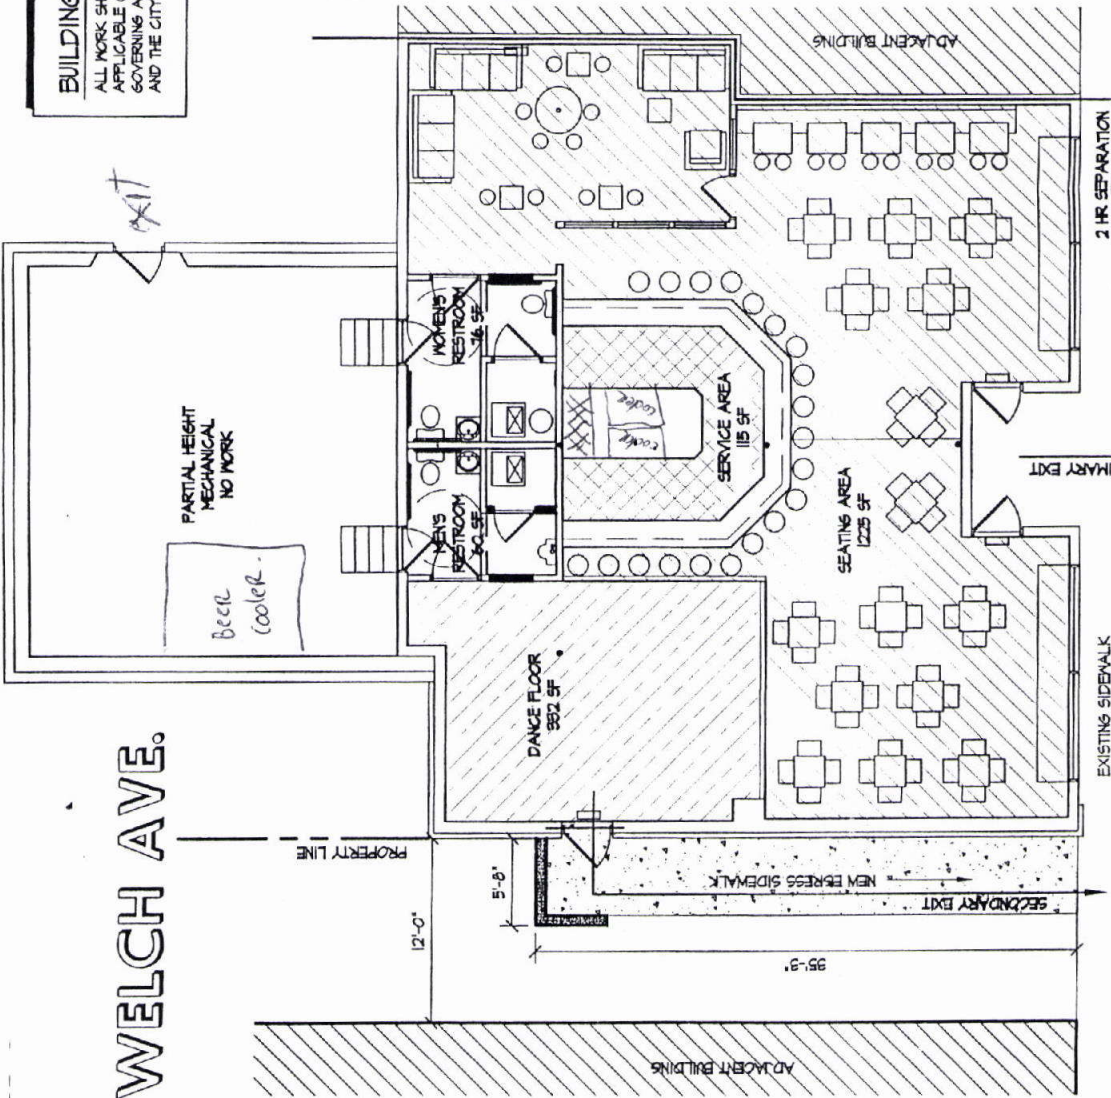 BUILDING
ALL WORK SH
APPLICABLE
GOVERNING A
AND THE CITY
EXIT
ADJACENT BUILDING
2 HR SEPARATION
PARTIAL HEIGHT
MECHANICAL
NO WORK
Beer
Cooler.
WOMEN'S
RESTROOM
76 SF
MEN'S
RESTROOM
60 SF
cooler
cooler
SERVICE AREA
115 SF
SEATING AREA
1225 SF
MARY EXIT
DANCE FLOOR
332 SF
WELCH AVE.
PROPERTY LINE
12'-0"
5'-8"
35'-3"
NEW EGRESS SIDEWALK
SECONDARY EXIT
EXISTING SIDEWALK
ADJACENT BUILDING